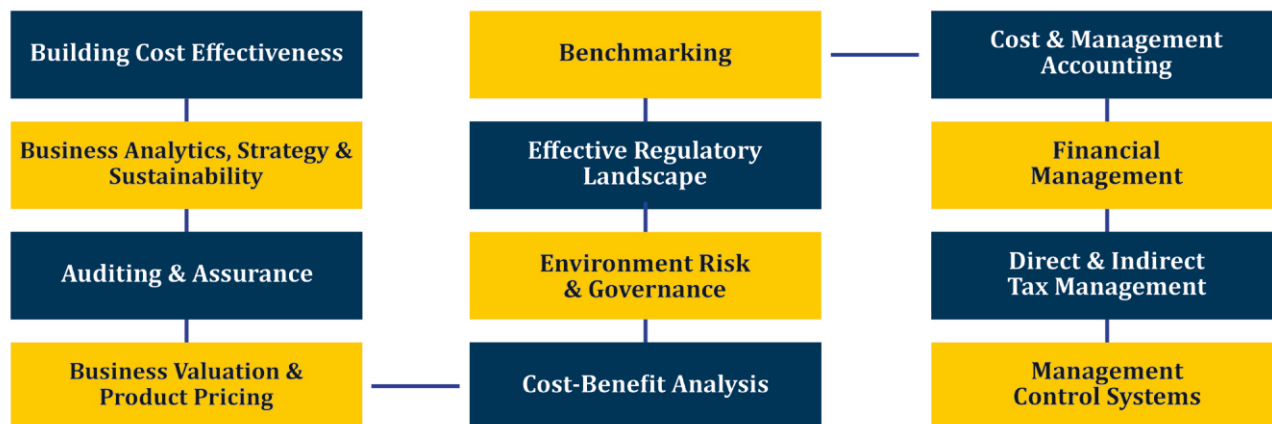 Building Cost Effectiveness
Business Analytics, Strategy &
Sustainability
Auditing & Assurance
Business Valuation &
Product Pricing
Benchmarking
Effective Regulatory
Landscape
Environment Risk
& Governance
Cost-Benefit Analysis
Cost & Management
Accounting
Financial
Management
Direct & Indirect
Tax Management
Management
Control Systems